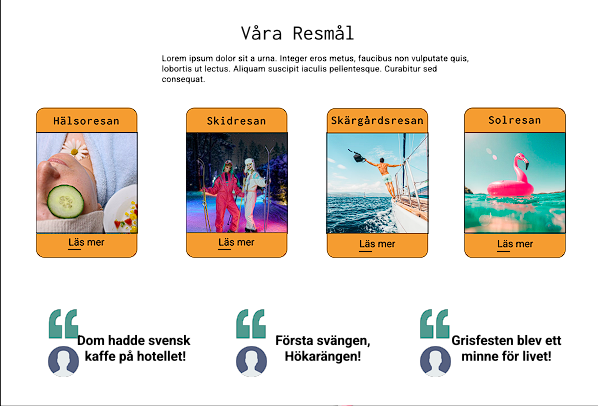 Våra Resmål
Lorem ipsum dolor sit a urna. Integer eros metus, faucibus non vulputate quis,
lobortis ut lectus. Aliquam suscipit iaculis pellentesque. Curabitur sed
consequat.
Hälsoresan
Skidresan
Skärgårdsresan
Solresan
Läs mer
Läs mer
Läs mer
Läs mer
Dom hadde svensk
kaffe på hotellet!
Första svängen,
Hökarängen!
Grisfesten blev ett
minne för livet!